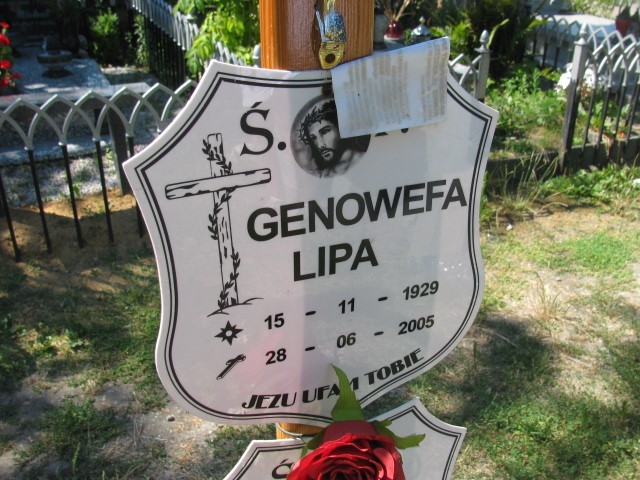 Ś. P.
GENOWEFA
LIPA
15 - 11 - 1929
28 - 06 - 2005
JEZU UFAM TOBIE
Ś